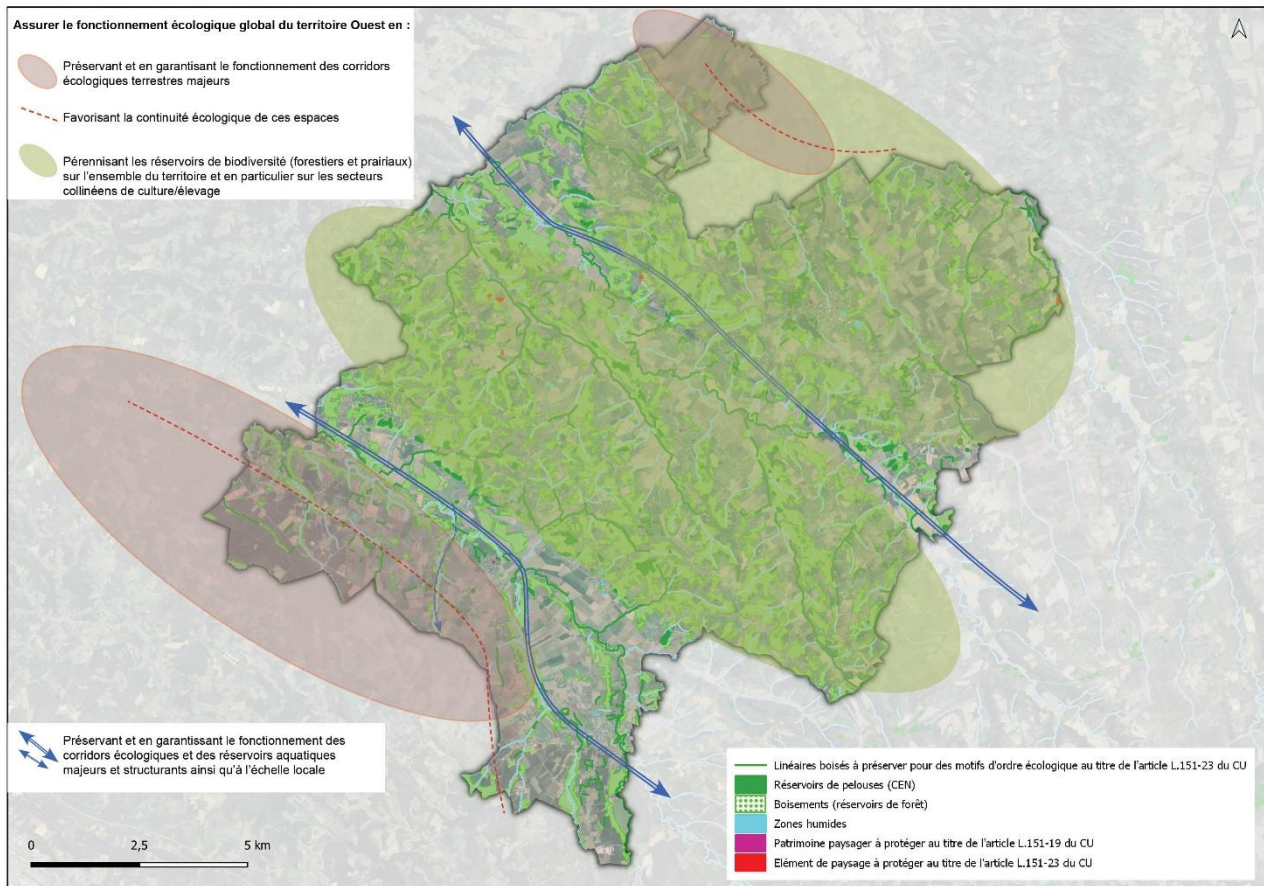 Assurer le fonctionnement écologique global du territoire Ouest en :
Préservant et en garantisant le fonctionnement des corridors
écologiques terrestres majeurs
Favorisant la continuité écologique de ces espaces
Pérennisant les réservoirs de biodiversité (forestiers et prairiaux)
sur l'ensemble du territoire et en particulier sur les secteurs
collinéens de culture/élevage
Préservant et en garantissant le fonctionnement des
corridors écologiques et des réservoirs aquatiques
majeurs et structurants ainsi qu'à l'échelle locale
0 2,5 5 km
Linéaires boisés à préserver pour des motifs d'ordre écologique au titre de l'article L.151-23 du CU
Réservoirs de pelouses (CEN)
Boisements (réservoirs de forêt)
Zones humides
Patrimoine paysager à protéger au titre de l'article L.151-19 du CU
Elément de paysage à protéger au titre de l'article L.151-23 du CU